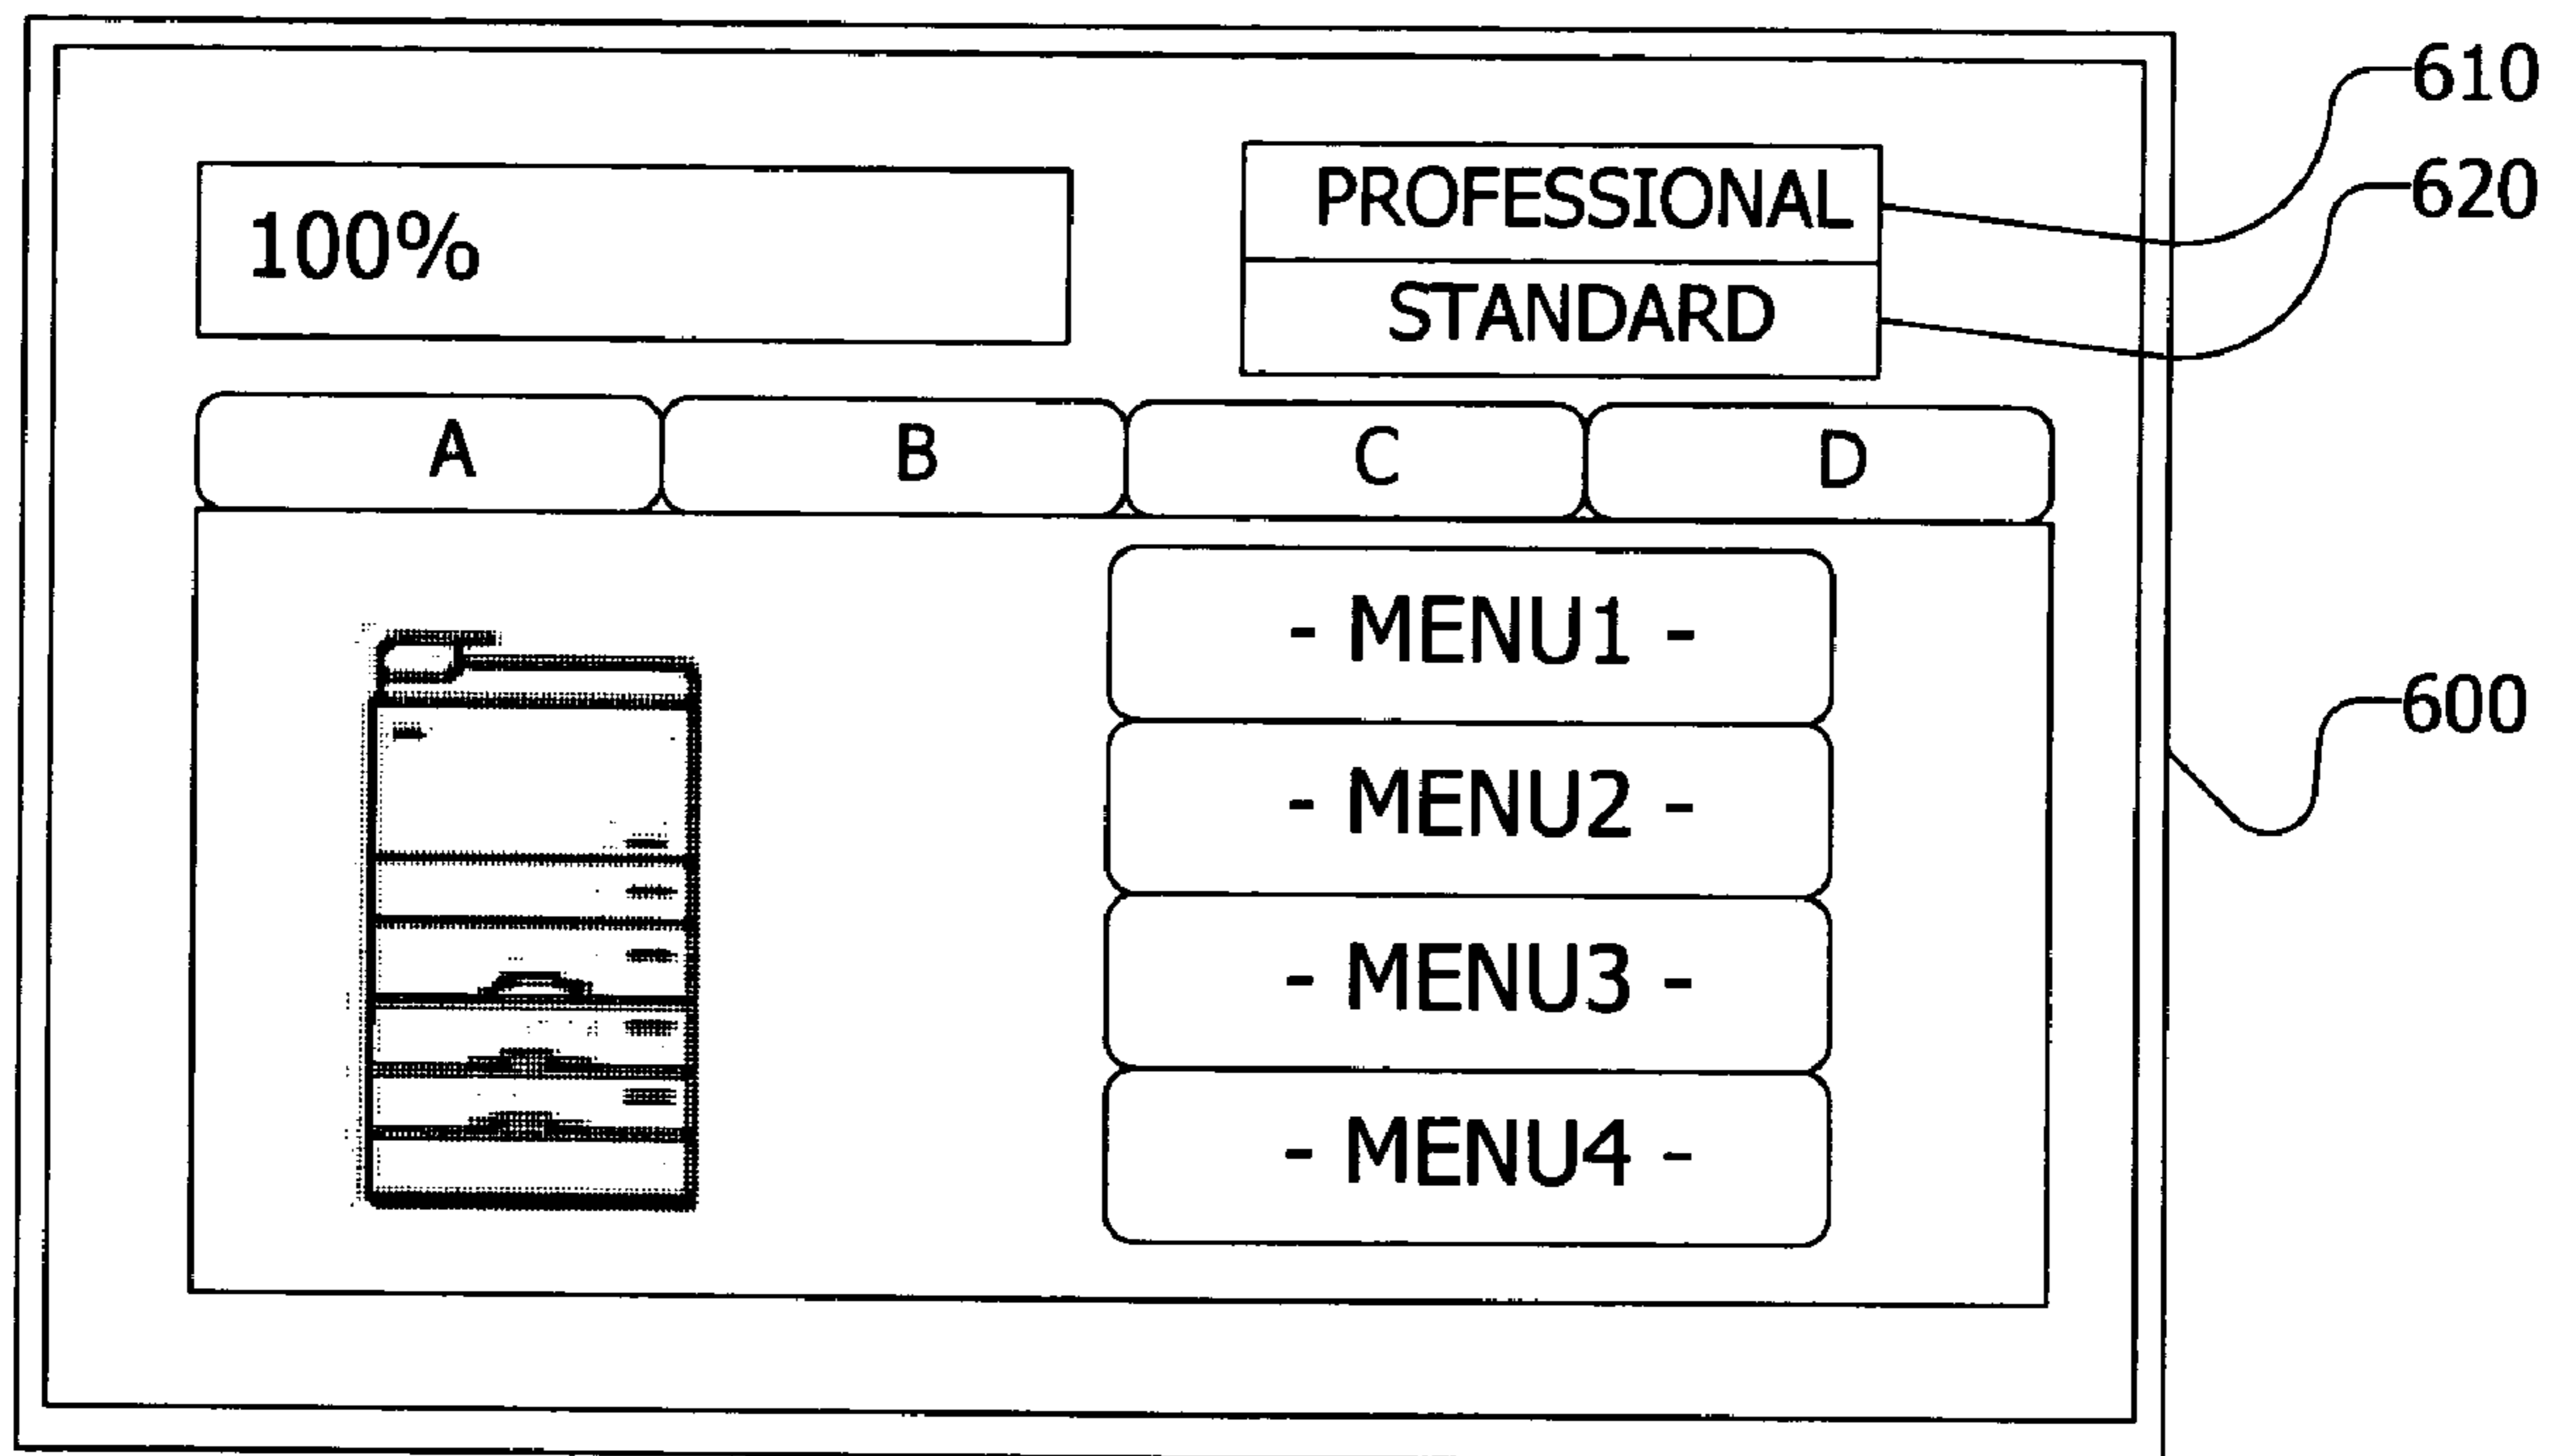 610
620
100%
PROFESSIONAL
STANDARD
A B C D
- MENU1 -
- MENU2 -
600
- MENU3 -
- MENU4 -